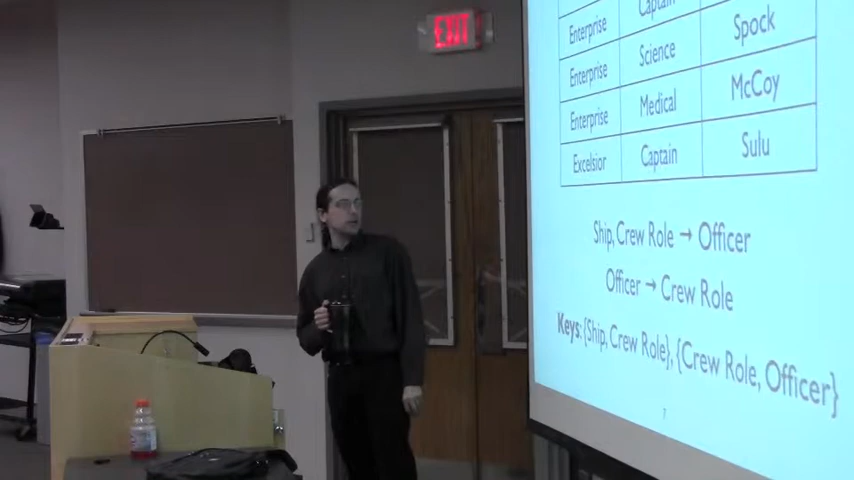 EXIT
Captain
Enterprise Science Spock
Enterprise Medical McCoy
Enterprise Captain Sulu
Excelsior
Ship, Crew Role → Officer
Officer → Crew Role
Keys: {Ship, Crew Role}, {Crew Role, Officer}
7